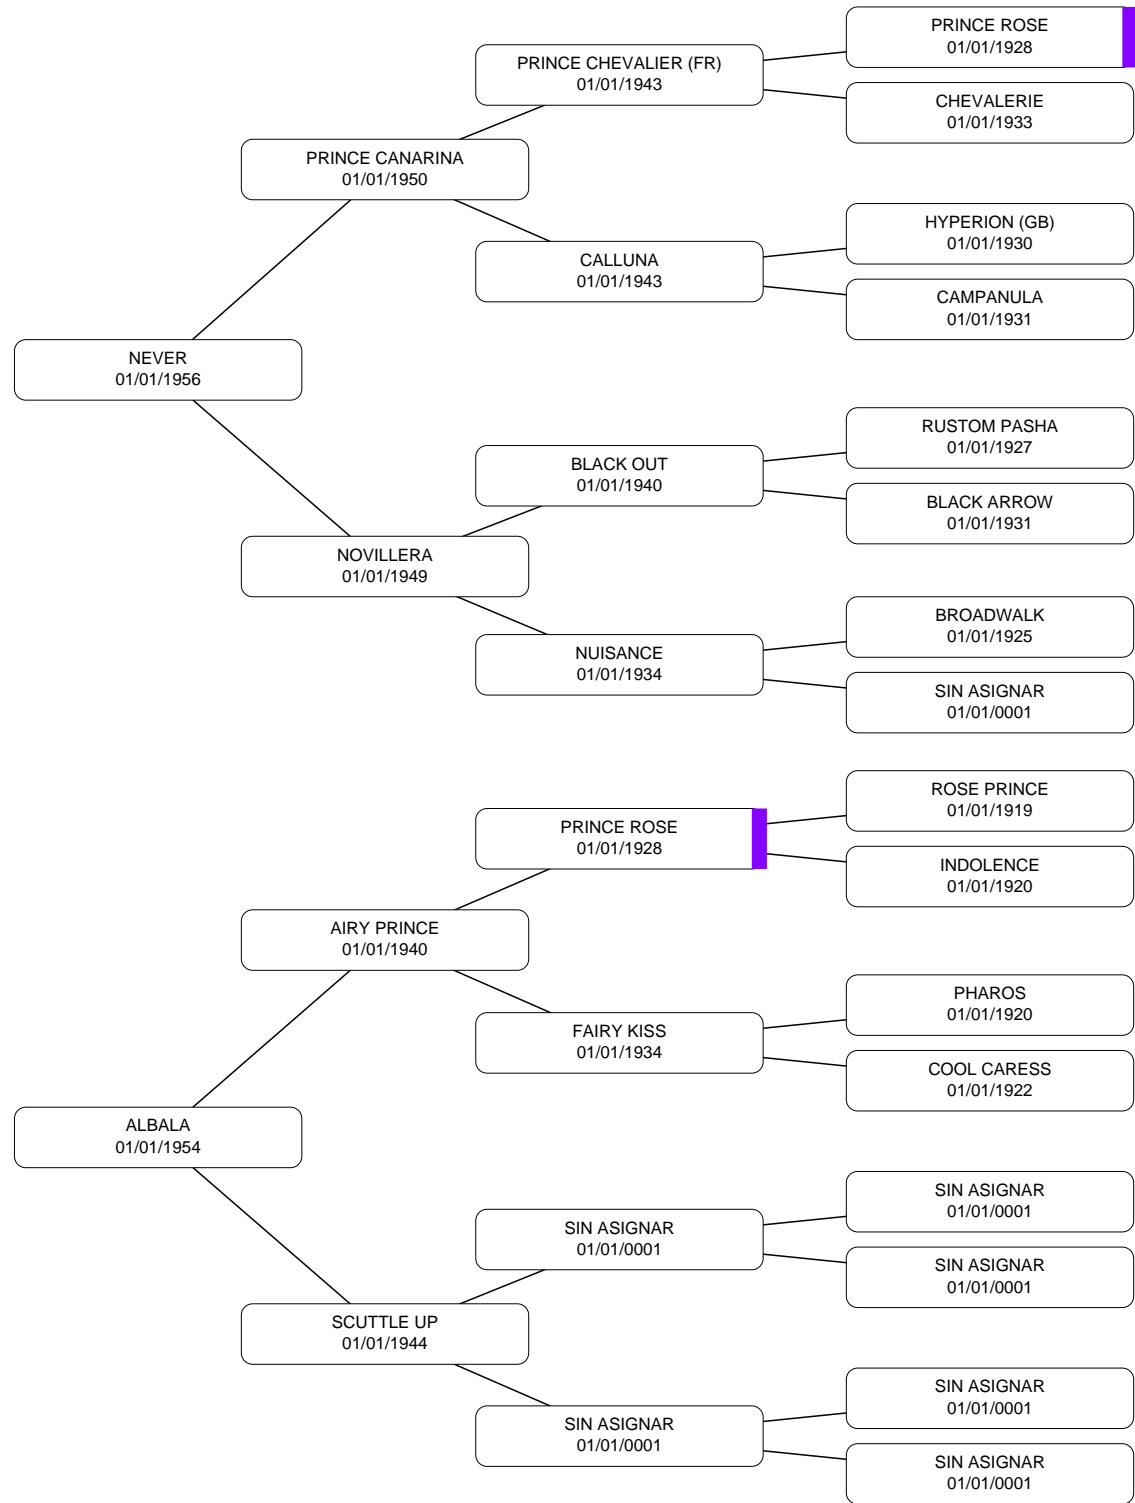 PRINCE ROSE
01/01/1928
PRINCE CHEVALIER (FR)
01/01/1943
CHEVALERIE
01/01/1933
PRINCE CANARINA
01/01/1950
HYPERION (GB)
01/01/1930
CALLUNA
01/01/1943
CAMPANULA
01/01/1931
NEVER
01/01/1956
RUSTOM PASHA
01/01/1927
BLACK OUT
01/01/1940
BLACK ARROW
01/01/1931
NOVILLERA
01/01/1949
BROADWALK
01/01/1925
NUISANCE
01/01/1934
SIN ASIGNAR
01/01/0001
ROSE PRINCE
01/01/1919
PRINCE ROSE
01/01/1928
INDOLENCE
01/01/1920
AIRY PRINCE
01/01/1940
PHAROS
01/01/1920
FAIRY KISS
01/01/1934
COOL CARESS
01/01/1922
ALBALA
01/01/1954
SIN ASIGNAR
01/01/0001
SIN ASIGNAR
01/01/0001
SIN ASIGNAR
01/01/0001
SCUTTLE UP
01/01/1944
SIN ASIGNAR
01/01/0001
SIN ASIGNAR
01/01/0001
SIN ASIGNAR
01/01/0001